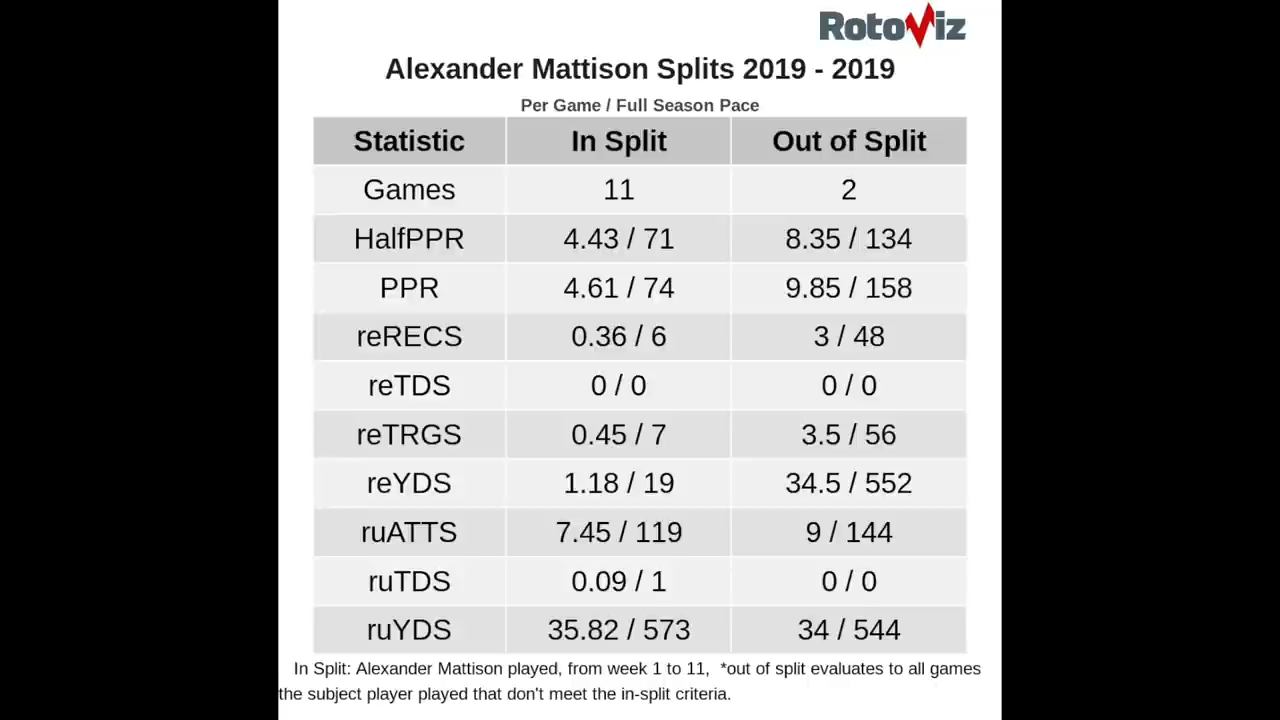 RotoViz
Alexander Mattison Splits 2019 - 2019
Per Game / Full Season Pace
Statistic In Split Out of Split
Games 11 2
HalfPPR 4.43 / 71 8.35 / 134
PPR 4.61 / 74 9.85 / 158
reRECS 0.36 / 6 3 / 48
reTDS 0 / 0 0 / 0
reTRGS 0.45 / 7 3.5 / 56
reYDS 1.18 / 19 34.5 / 552
ruATTS 7.45 / 119 9 / 144
ruTDS 0.09 / 1 0 / 0
ruYDS 35.82 / 573 34 / 544
In Split: Alexander Mattison played, from week 1 to 11, *out of split evaluates to all games
the subject player played that don't meet the in-split criteria.